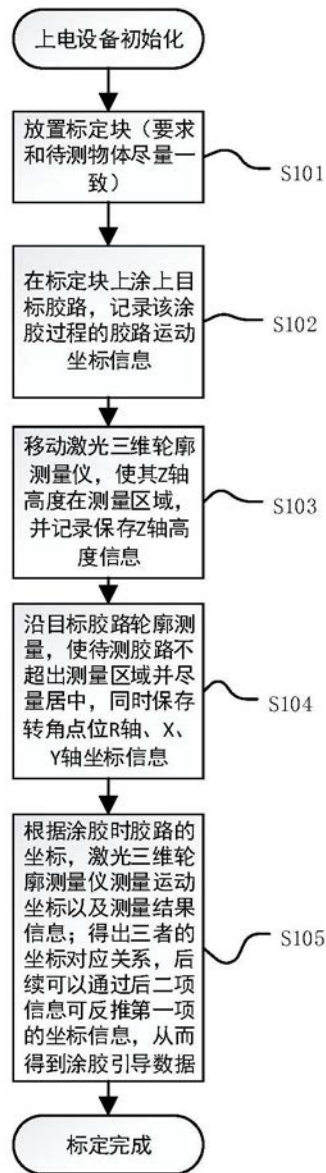 上电设备初始化
放置标定块（要求
和待测物体尽量一
致）
S101
在标定块上涂上目
标胶路，记录该涂
胶过程的胶路运动
坐标信息
S102
移动激光三维轮廓
测量仪，使其Z轴
高度在测量区域，
并记录保存Z轴高
度信息
S103
沿目标胶路轮廓测
量，使待测胶路不
超出测量区域并尽
量居中，同时保存
转角点位R轴、X、
Y轴坐标信息
S104
根据涂胶时胶路的
坐标，激光三维轮
廓测量仪测量运动
坐标以及测量结果
信息；得出三者的
坐标对应关系，后
续可以通过后二项
信息可反推第一项
的坐标信息，从而
得到涂胶引导数据
S105
标定完成